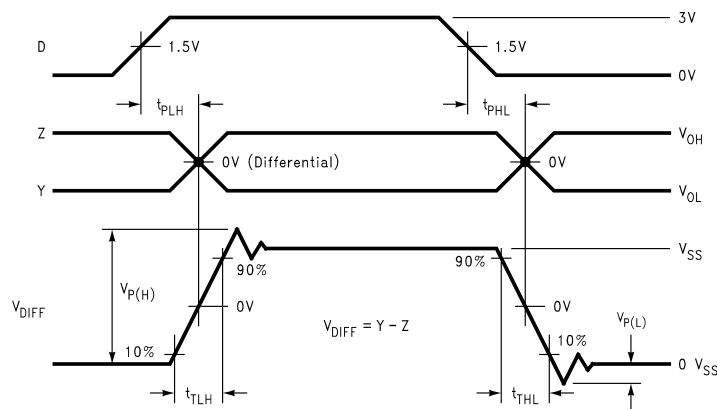 3V
D
1.5V
1.5V
0V
tPLH
tPHL
Z
VOH
0V (Differential)
0V
Y
VOL
VSS
90%
90%
VP(H)
VDIFF
0V
0V
VP(L)
VDIFF = Y – Z
10%
10%
0 VSS
tTLH
tTHL